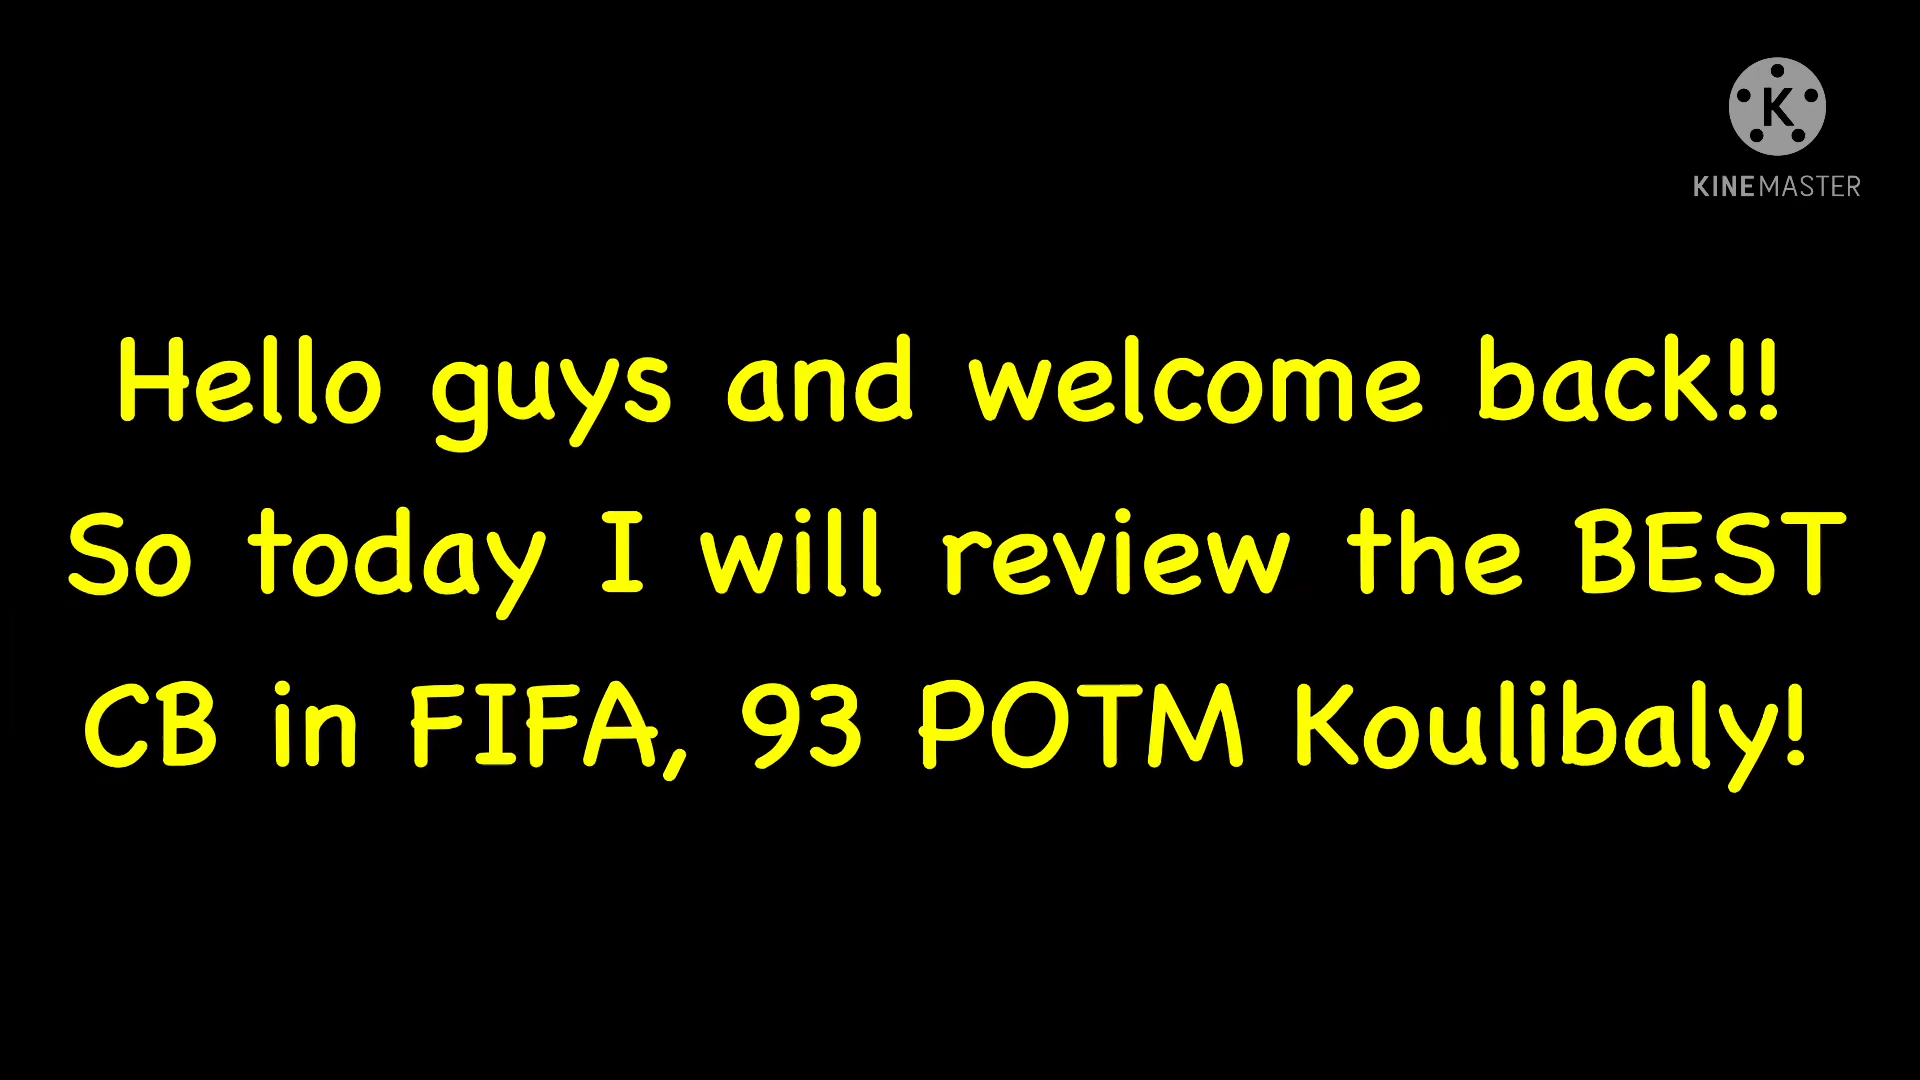 K
KINEMASTER
Hello guys and welcome back!!
So today I will review the BEST
CB in FIFA, 93 POTM Koulibaly!